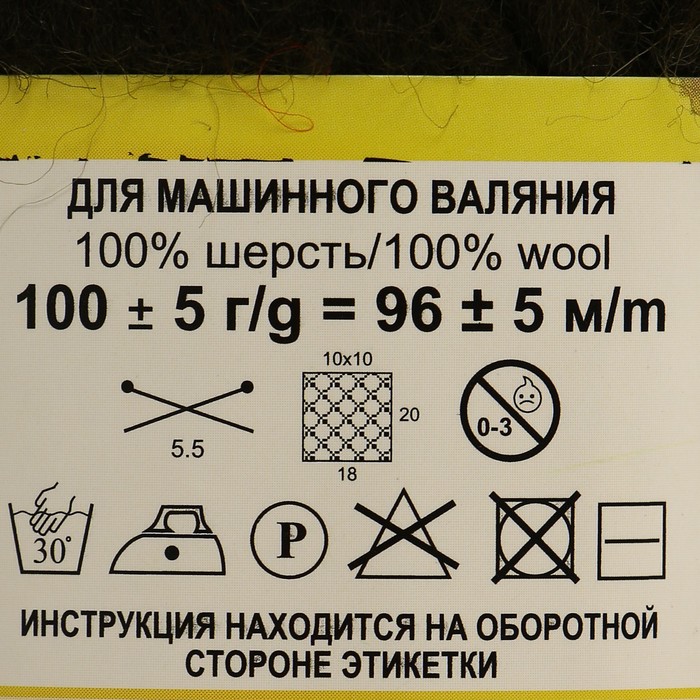 ДЛЯ МАШИННОГО ВАЛЯНИЯ
100% шерсть/100% wool
100 ± 5 г/g = 96 ± 5 м/m
10x10
20
18
5.5
0-3
30°
P
ИНСТРУКЦИЯ НАХОДИТСЯ НА ОБОРОТНОЙ
СТОРОНЕ ЭТИКЕТКИ